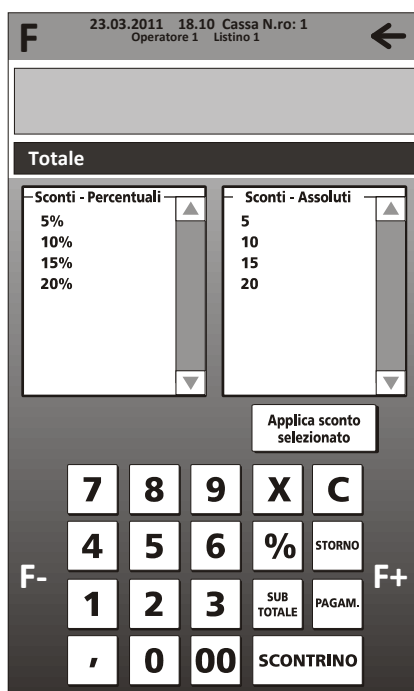 F
23.03.2011 18.10 Cassa N.ro: 1
Operatore 1 Listino 1
Totale
Sconti - Percentuali
5%
10%
15%
20%
Sconti - Assoluti
5
10
15
20
Applica sconto
selezionato
7 8 9 X C
4 5 6 % STORNO
F-
F+
1 2 3 SUB TOTALE PAGAM.
, 0 00 SCONTRINO